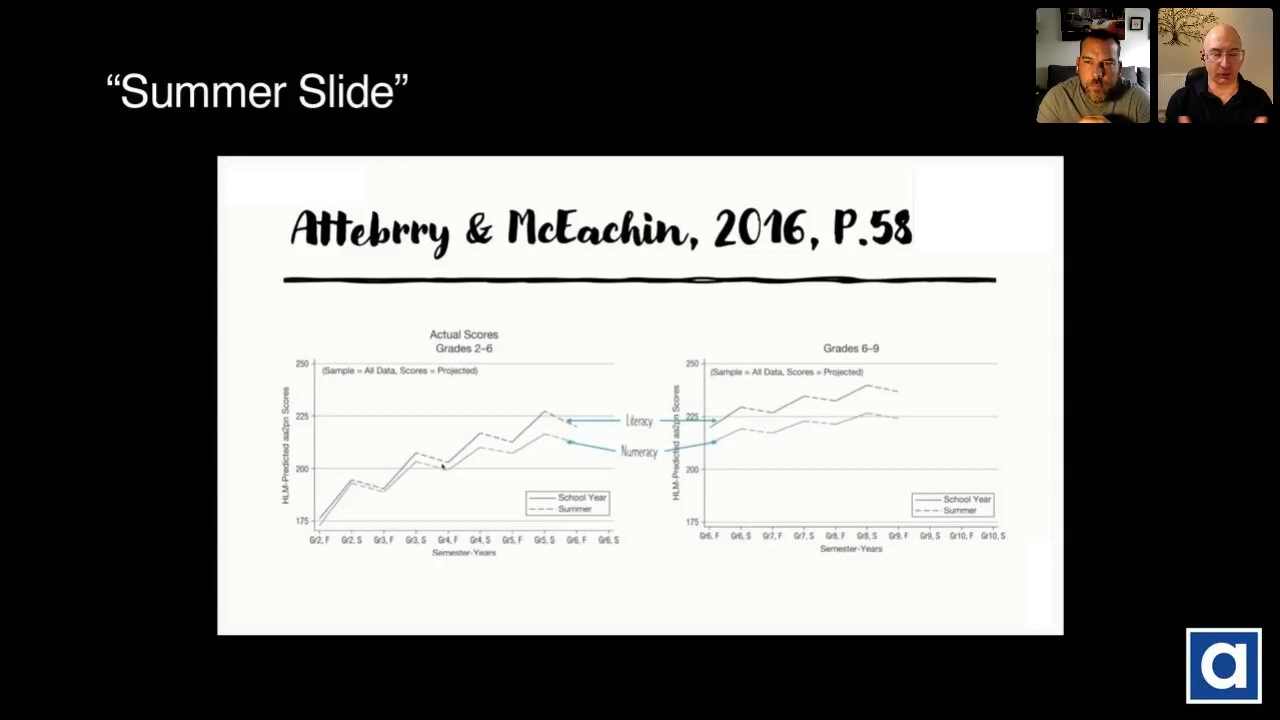 “Summer Slide”
Attebrry & McEachin, 2016, P.58
Actual Scores
Grades 2–6
(Sample = All Data, Scores = Projected)
250
225
200
175
HLM-Predicted aa2pn Scores
Gr2, F Gr2, S Gr3, F Gr3, S Gr4, F Gr4, S Gr5, F Gr5, S Gr6, F Gr6, S
Semester-Years
School Year
Summer
Literacy
Numeracy
Grades 6–9
(Sample = All Data, Scores = Projected)
250
225
200
175
HLM-Predicted aa2pn Scores
Gr6, F Gr6, S Gr7, F Gr7, S Gr8, F Gr8, S Gr9, F Gr9, S Gr10, F Gr10, S
Semester-Years
School Year
Summer
a